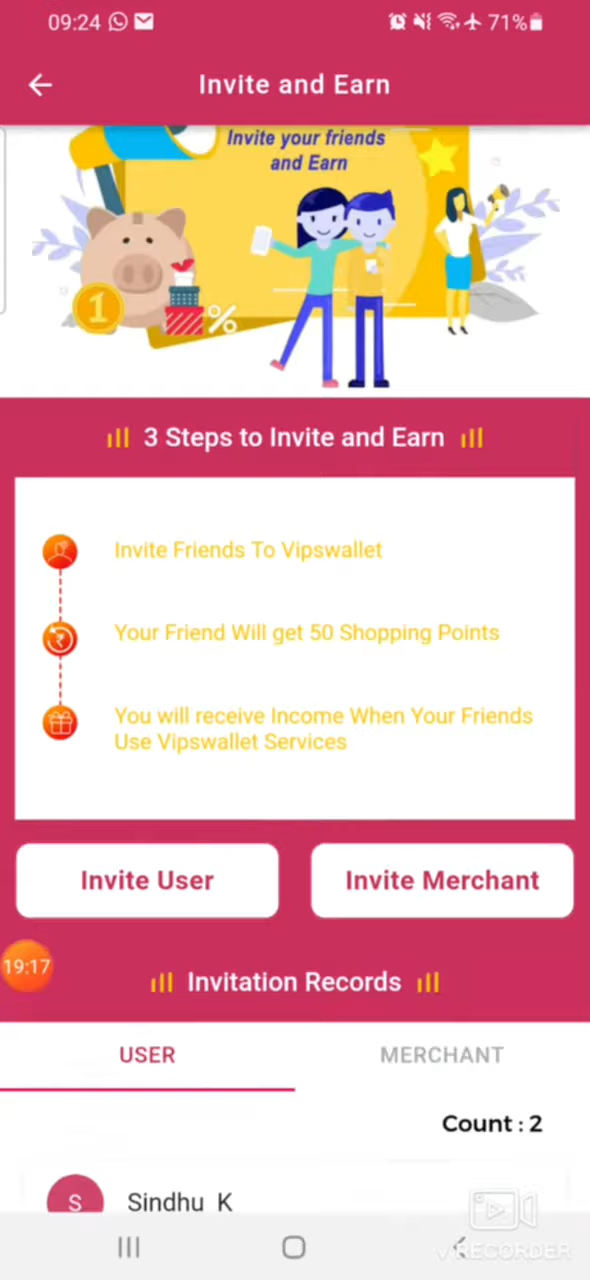 09:24
71%
Invite and Earn
Invite your friends
and Earn
1
%
3 Steps to Invite and Earn
Invite Friends To Vipswallet
Your Friend Will get 50 Shopping Points
You will receive Income When Your Friends
Use Vipswallet Services
Invite User
Invite Merchant
19:17
Invitation Records
USER
MERCHANT
Count : 2
S
Sindhu K
V RECORDER